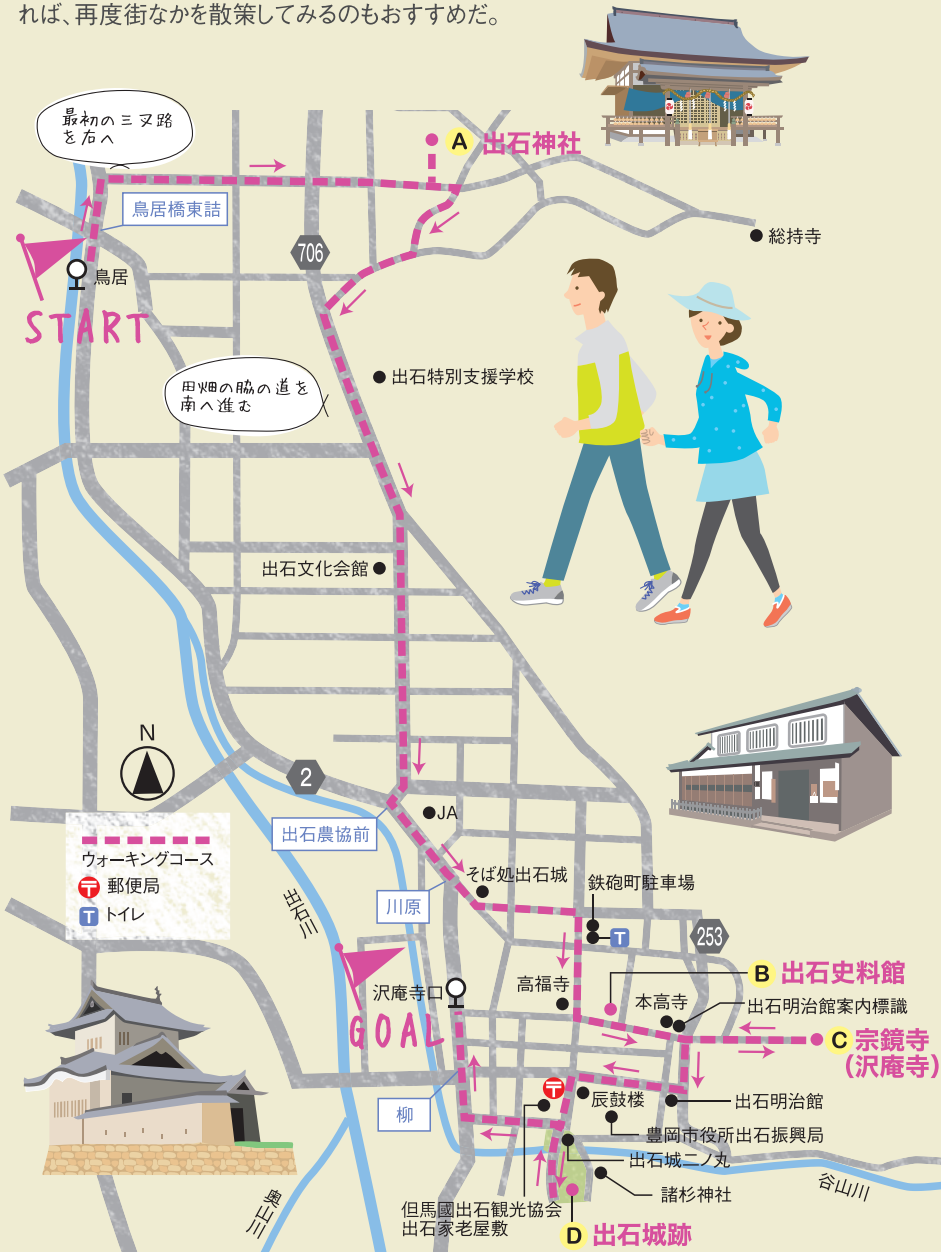 れば、再度街なかを散策してみるのもおすすめだ。
最初の三叉路
を右へ
A 出石神社
鳥居橋東詰
706
総持寺
鳥居
START
出石特別支援学校
田畑の脇の道を
南へ進む
出石文化会館
N
2
JA
出石農協前
ウォーキングコース
郵便局
T トイレ
そば処出石城
鉄砲町駐車場
川原
出石川
T
253
B 出石史料館
沢庵寺口
高福寺
本高寺
出石明治館案内標識
GOAL
C 宗鏡寺
(沢庵寺)
柳
辰鼓楼
出石明治館
豊岡市役所出石振興局
出石城二ノ丸
諸杉神社
谷山川
奥山川
但馬國出石観光協会
出石家老屋敷
D 出石城跡